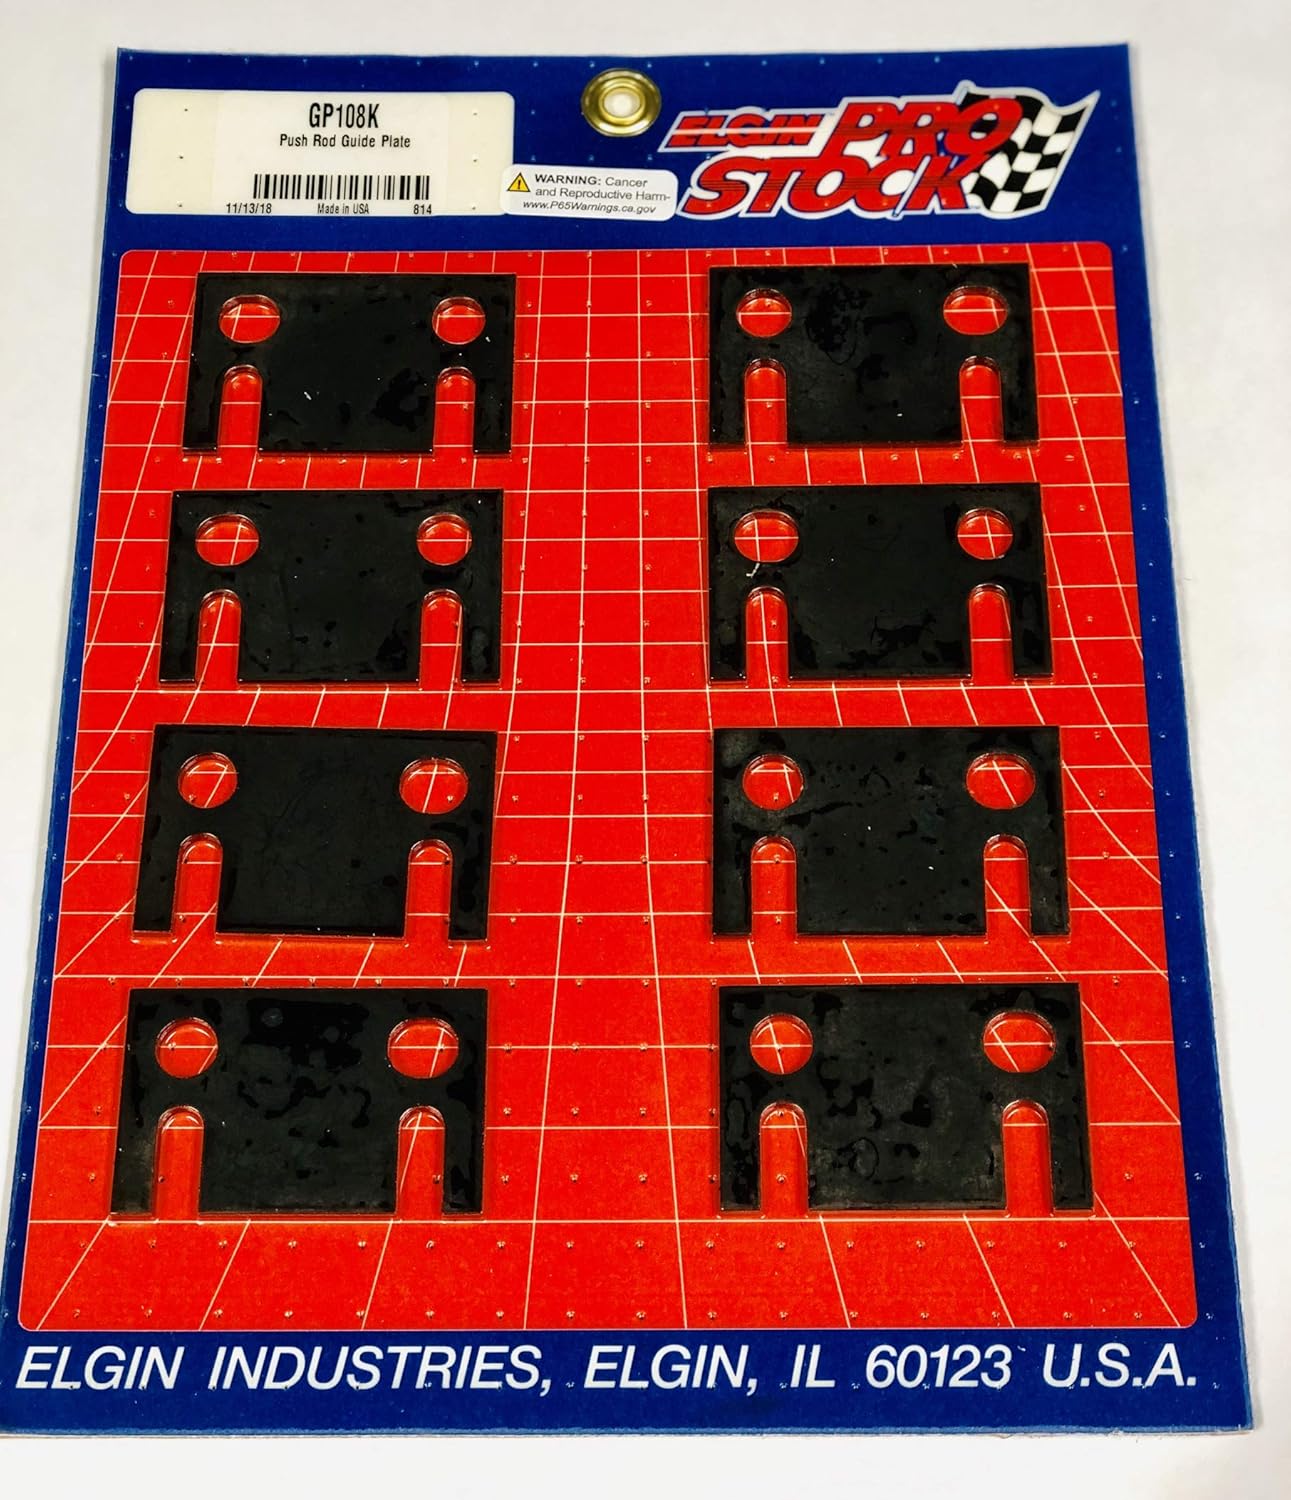 GP108K
Push Rod Guide Plate
11/13/18 Made in USA 814
WARNING: Cancer
and Reproductive Harm-
www.P65Warnings.ca.gov
ELGIN PRO
STOCK
ELGIN INDUSTRIES, ELGIN, IL 60123 U.S.A.